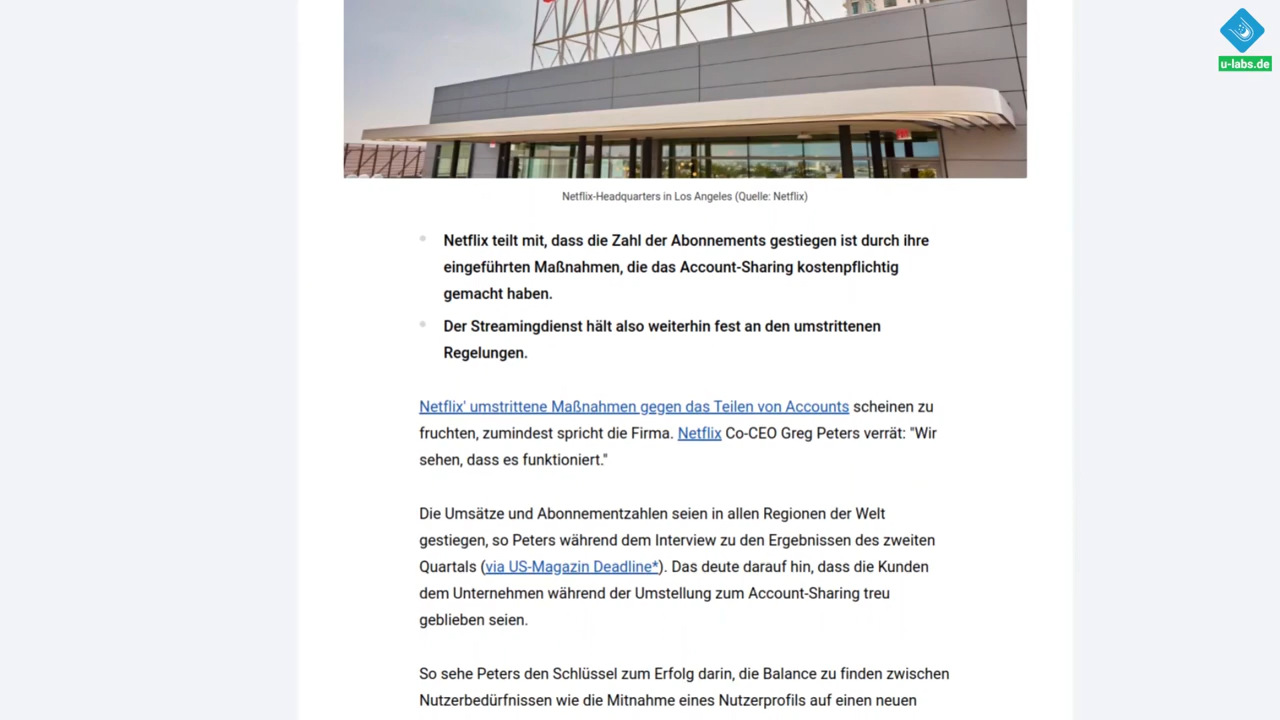 u-labs.de
Netflix-Headquarters in Los Angeles (Quelle: Netflix)
Netflix teilt mit, dass die Zahl der Abonnements gestiegen ist durch ihre
eingeführten Maßnahmen, die das Account-Sharing kostenpflichtig
gemacht haben.
Der Streamingdienst hält also weiterhin fest an den umstrittenen
Regelungen.
Netflix' umstrittene Maßnahmen gegen das Teilen von Accounts scheinen zu
fruchten, zumindest spricht die Firma. Netflix Co-CEO Greg Peters verrät: "Wir
sehen, dass es funktioniert."
Die Umsätze und Abonnementzahlen seien in allen Regionen der Welt
gestiegen, so Peters während dem Interview zu den Ergebnissen des zweiten
Quartals (via US-Magazin Deadline*). Das deute darauf hin, dass die Kunden
dem Unternehmen während der Umstellung zum Account-Sharing treu
geblieben seien.
So sehe Peters den Schlüssel zum Erfolg darin, die Balance zu finden zwischen
Nutzerbedürfnissen wie die Mitnahme eines Nutzerprofils auf einen neuen